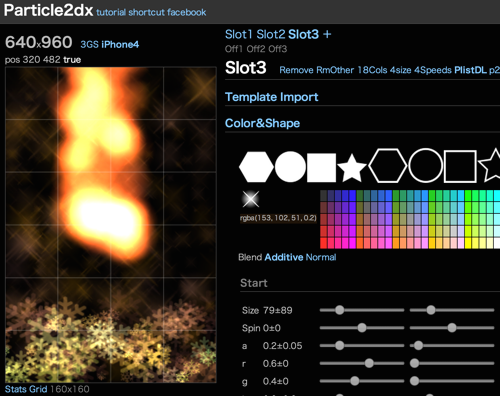 Particle2dx tutorial shortcut facebook
640x960 3GS iPhone4
pos 320 482 true
Stats Grid 160x160
Slot1 Slot2 Slot3 +
Off1 Off2 Off3
Slot3 Remove RmOther 18Cols 4size 4Speeds PlistDL p2
Template Import
Color&Shape
rgba(153, 102, 51, 0.2)
Blend Additive Normal
Start
Size 79±89
Spin 0±0
a 0.2±0.05
r 0.6±0
g 0.4±0